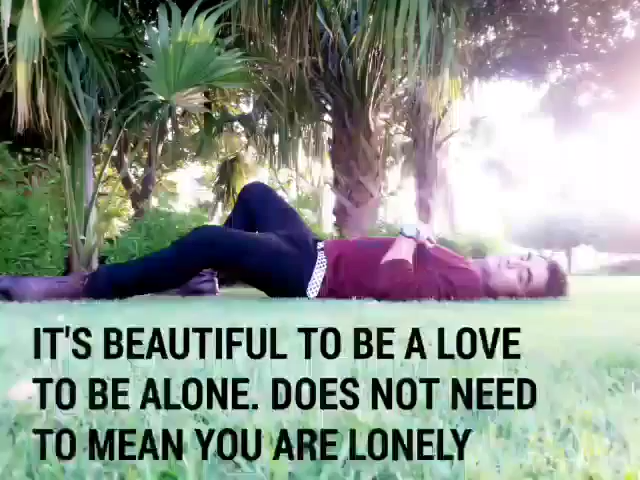 IT'S BEAUTIFUL TO BE A LOVE
TO BE ALONE. DOES NOT NEED
TO MEAN YOU ARE LONELY